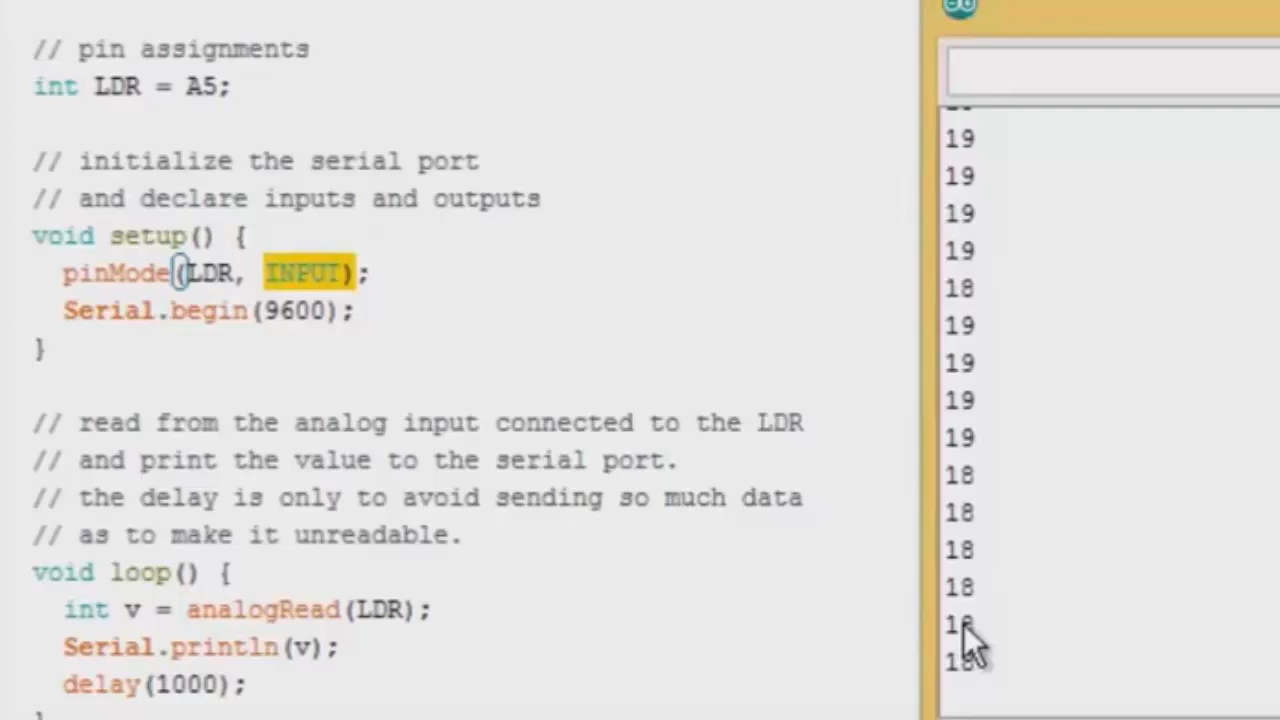 // pin assignments
int LDR = A5;
// initialize the serial port
// and declare inputs and outputs
void setup() {
pinMode(LDR, INPUT);
Serial.begin(9600);
}
// read from the analog input connected to the LDR
// and print the value to the serial port.
// the delay is only to avoid sending so much data
// as to make it unreadable.
void loop() {
int v = analogRead(LDR);
Serial.println(v);
delay(1000);
19
19
19
19
18
19
19
19
19
18
18
18
18